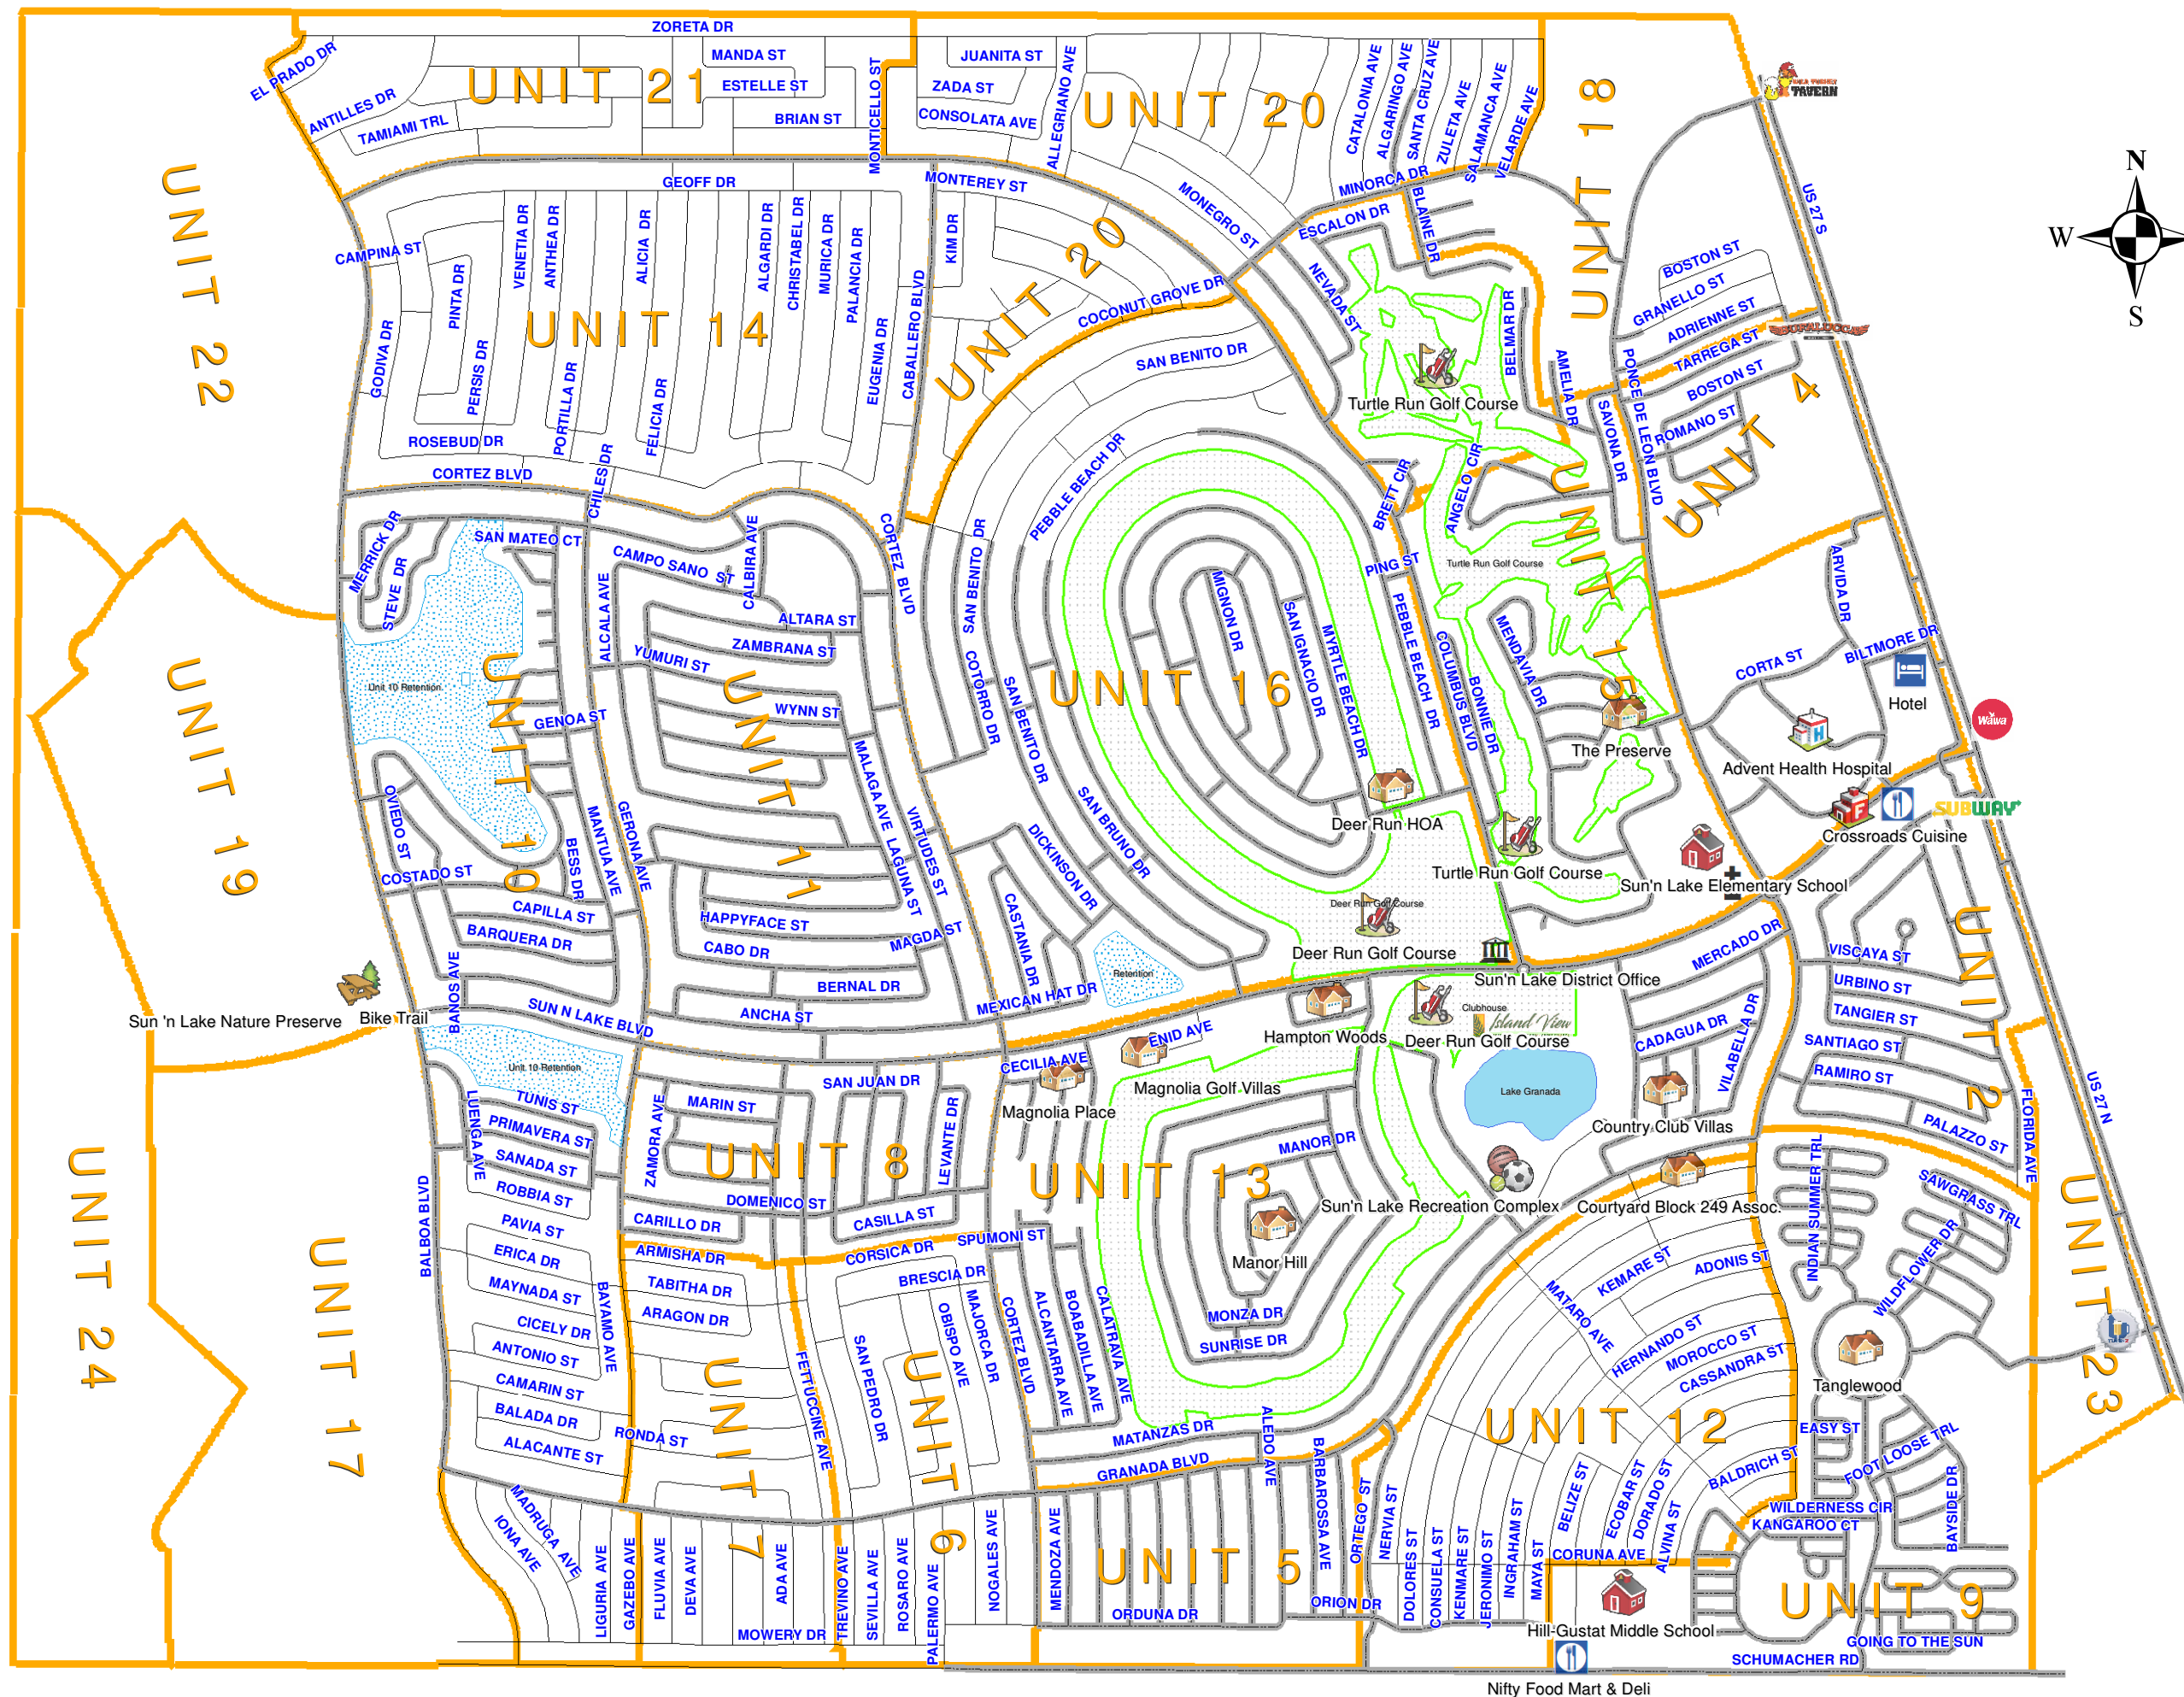 ZORETA DR
EL PRADO DR
MANDA ST
JUANITA ST
UNIT 21
ESTELLE ST
ZADA ST
ANTILLES DR
TAMIAMI TRL
BRIAN ST
MONTICELLO ST
CONSOLATA AVE
ALLEGRIANO AVE
UNIT 20
CATALONIA AVE
ALGARINGO AVE
SANTA CRUZ AVE
ZULETA AVE
SALAMANCA AVE
VELARDE AVE
UNIT 18
TAVERN
US 27 S
N
W
S
UNIT 22
GEOFF DR
MONTEREY ST
MONEGRO ST
MINORCA DR
ESCALON DR
BLAINE DR
NEVADA ST
CAMPINA ST
GODIVA DR
PINTA DR
PERSIS DR
VENETIA DR
ANTHEA DR
PORTILLA DR
ALICIA DR
FELICIA DR
ALGARDI DR
CHRISTABEL DR
MURICA DR
PALANCIA DR
EUGENIA DR
CABALLERO BLVD
KIM DR
UNIT 14
UNIT 20
COCONUT GROVE DR
SAN BENITO DR
BELMAR DR
AMELIA DR
BOSTON ST
GRANELLO ST
ADRIENNE ST
TARREGA ST
BOSTON ST
ROMANO ST
SAVONA DR
PONCE DE LEON BLVD
UNIT 4
Turtle Run Golf Course
ROSEBUD DR
CORTEZ BLVD
CHILES DR
PEBBLE BEACH DR
BRETT CIR
ANGELO CIR
UNIT 15
MERRICK DR
STEVE DR
SAN MATEO CT
CAMPO SANO ST
CALBIRA AVE
CORTEZ BLVD
SAN BENITO DR
PING ST
Turtle Run Golf Course
ARVIDA DR
ALCALA AVE
ALTARA ST
ZAMBRANA ST
YUMURI ST
WYNN ST
MIGNON DR
SAN IGNACIO DR
MYRTLE BEACH DR
PEBBLE BEACH DR
COLUMBUS BLVD
BONNIE DR
MENDAVIA DR
CORTA ST
BILTMORE DR
Hotel
Wawa
UNIT 19
Unit 10 Retention
UNIT 10
GENOA ST
UNIT 11
UNIT 16
COTORRO DR
SAN BENITO DR
The Preserve
Advent Health Hospital
SUBWAY
Crossroads Cuisine
OVIEDO ST
COSTADO ST
MANTUA AVE
GERONA AVE
BESS DR
MALAGA AVE
LAGUNA ST
VIRTUDES ST
DICKINSON DR
SAN BRUNO DR
Deer Run HOA
Turtle Run Golf Course
Sun'n Lake Elementary School
CAPILLA ST
BARQUERA DR
HAPPYFACE ST
CABO DR
MAGDA ST
CASTANIA DR
Deer Run Golf Course
Deer Run Golf Course
MERCADO DR
VISCAYA ST
UNIT 2
Retention
BERNAL DR
MEXICAN HAT DR
Sun'n Lake District Office
URBINO ST
Sun 'n Lake Nature Preserve
Bike Trail
BANOS AVE
SUN N LAKE BLVD
ANCHA ST
ENID AVE
Hampton Woods
Clubhouse
Island View
Deer Run Golf Course
TANGIER ST
CADAGUA DR
VILABELLA DR
SANTIAGO ST
RAMIRO ST
PALAZZO ST
Unit 10 Retention
CECILIA AVE
Magnolia Place
Magnolia Golf Villas
Lake Granada
Country Club Villas
FLORIDA AVE
US 27 N
LUENGA AVE
TUNIS ST
PRIMAVERA ST
SANADA ST
ROBBIA ST
ZAMORA AVE
MARIN ST
SAN JUAN DR
LEVANTE DR
UNIT 8
UNIT 13
MANOR DR
DOMENICO ST
CARILLO DR
CASILLA ST
Sun'n Lake Recreation Complex
Courtyard Block 249 Assoc.
INDIAN SUMMER TRL
SAWGRASS TRL
WILDFLOWER DR
UNIT 24
UNIT 17
BALBOA BLVD
PAVIA ST
ERICA DR
MAYNADA ST
CICELY DR
ANTONIO ST
CAMARIN ST
BALADA DR
ALACANTE ST
BAYAMO AVE
ARMISHA DR
TABITHA DR
ARAGON DR
RONDA ST
UNIT 7
CORSICA DR
SPUMONI ST
BRESCIA DR
OBISPO AVE
MAJORCA DR
CORTEZ BLVD
ALCANTARRA AVE
BOABADILLA AVE
CALATRAVA AVE
SAN PEDRO DR
FETTUCCINE AVE
UNIT 6
Manor Hill
MONZA DR
SUNRISE DR
KEMARE ST
ADONIS ST
MATARO AVE
HERNANDO ST
MOROCCO ST
CASSANDRA ST
UNIT 12
Tanglewood
UNIT 23
MATANZAS DR
GRANADA BLVD
ALEDO AVE
BARBAROSSA AVE
EASY ST
FOOT LOOSE TRL
BALDRICH ST
WILDERNESS CIR
KANGAROO CT
BAYSIDE DR
MADRUGA AVE
IONA AVE
LIGURIA AVE
GAZEBO AVE
FLUVIA AVE
DEVA AVE
ADA AVE
TREVINO AVE
SEVILLA AVE
ROSARO AVE
PALERMO AVE
NOGALES AVE
MENDOZA AVE
UNIT 5
ORTEGO ST
NERVIA ST
DOLORES ST
CONSUELA ST
KENMARE ST
JERONIMO ST
INGRAHAM ST
MAYA ST
BELIZE ST
ECOBAR ST
DORADO ST
ALVINA ST
CORUNA AVE
UNIT 9
MOWERY DR
ORDUNA DR
ORION DR
Hill-Gustat Middle School
GOING TO THE SUN
SCHUMACHER RD
Nifty Food Mart & Deli